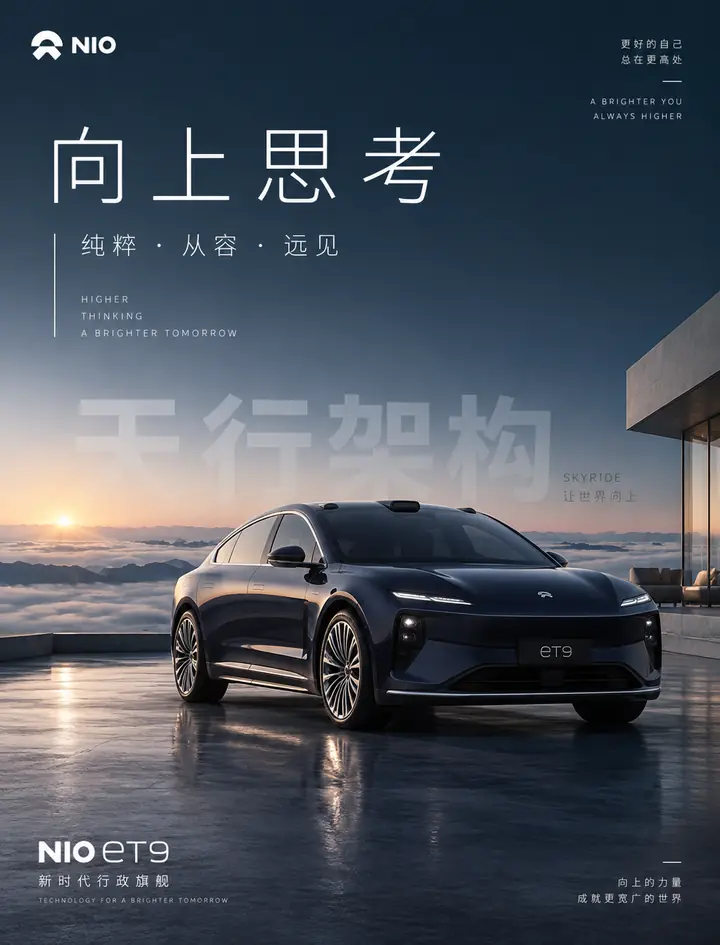 NIO
更好的自己
总在更高处
A BRIGHTER YOU
ALWAYS HIGHER
向上思考
纯粹 · 从容 · 远见
HIGHER
THINKING
A BRIGHTER TOMORROW
天行架构
SKYRIDE
让世界向上
ET9
NIO ET9
新时代行政旗舰
TECHNOLOGY FOR A BRIGHTER TOMORROW
向上的力量
成就更宽广的世界